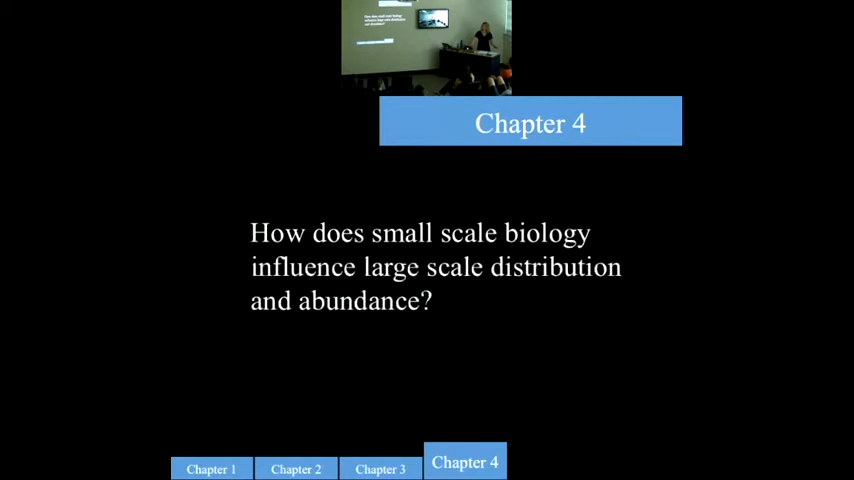 Chapter 4
How does small scale biology
influence large scale distribution
and abundance?
Chapter 1
Chapter 2
Chapter 3
Chapter 4